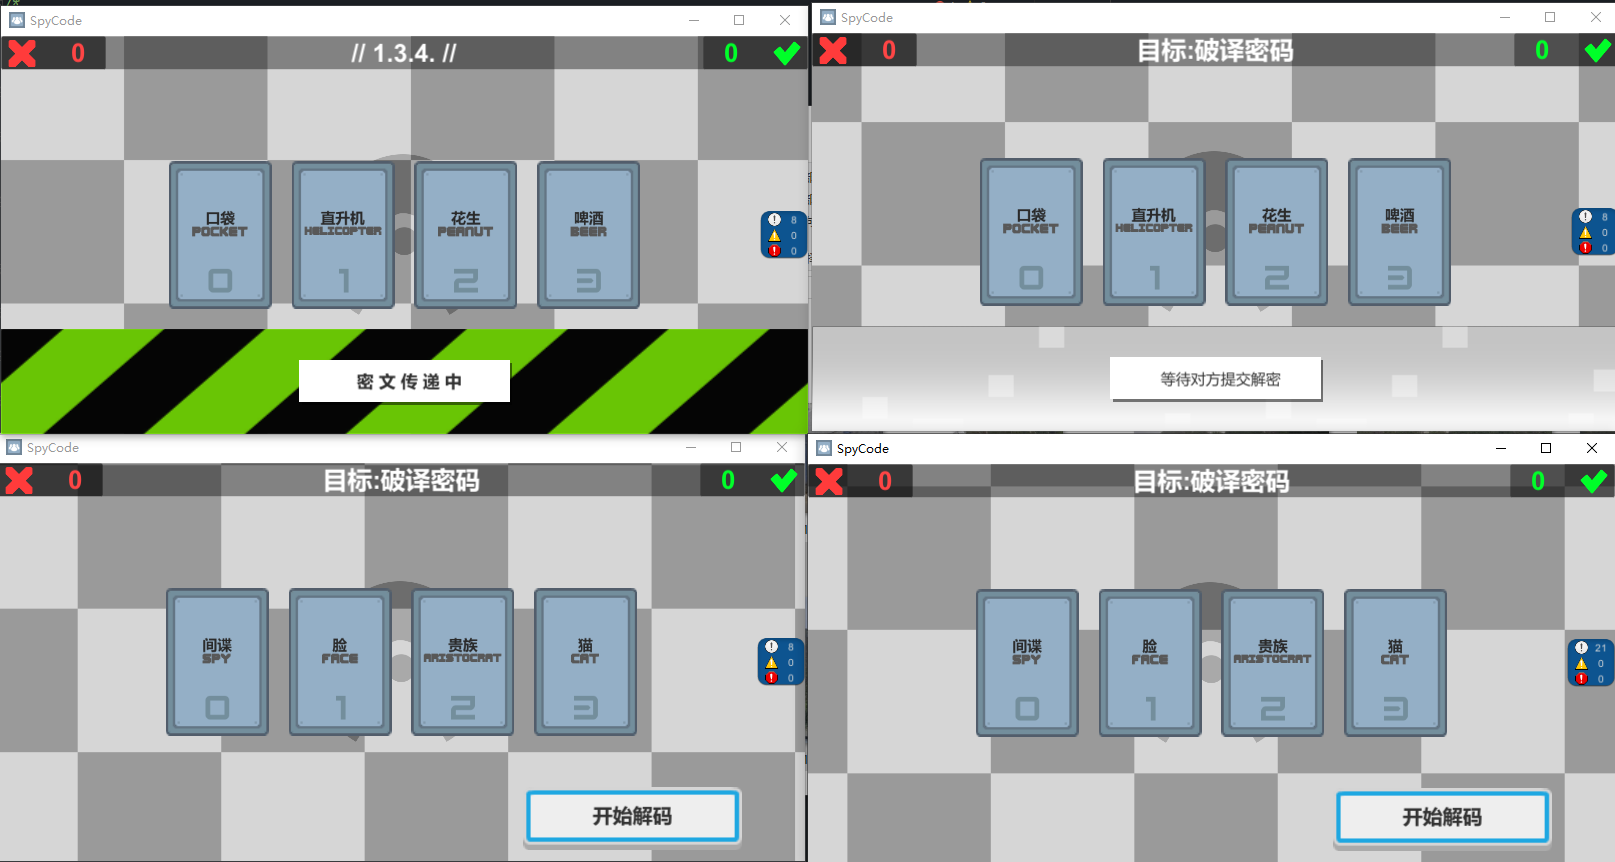 SpyCode
0
// 1.3.4. //
0
口袋
POCKET
0
直升机
HELICOPTER
1
花生
PEANUT
2
啤酒
BEER
3
8
0
0
密文传递中
SpyCode
0
目标:破译密码
0
口袋
POCKET
0
直升机
HELICOPTER
1
花生
PEANUT
2
啤酒
BEER
3
8
0
0
等待对方提交解密
SpyCode
0
目标:破译密码
0
间谍
SPY
0
脸
FACE
1
贵族
ARISTOCRAT
2
猫
CAT
3
8
0
0
开始解码
SpyCode
0
目标:破译密码
0
间谍
SPY
0
脸
FACE
1
贵族
ARISTOCRAT
2
猫
CAT
3
21
0
0
开始解码